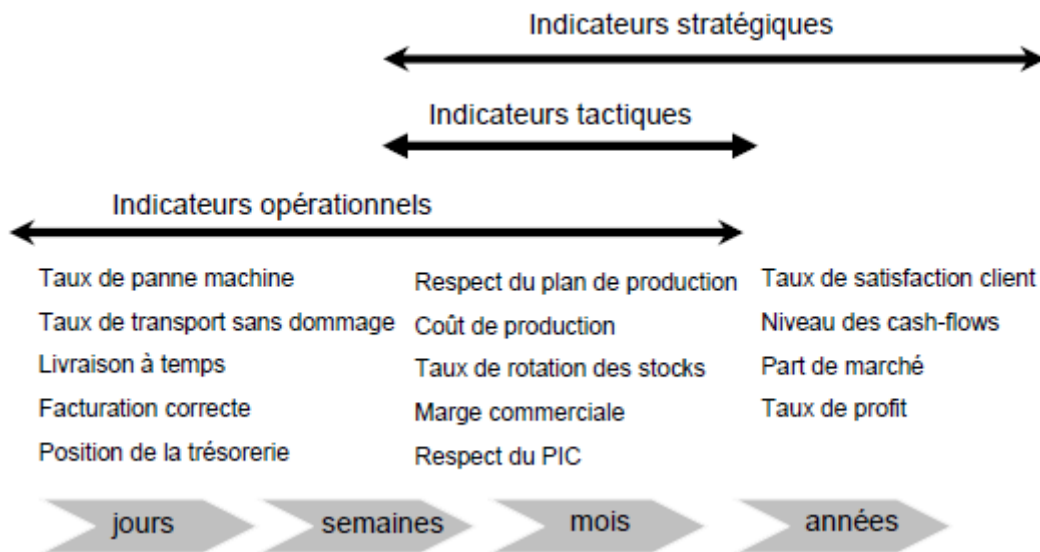 Indicateurs stratégiques
Indicateurs tactiques
Indicateurs opérationnels
Taux de panne machine
Taux de transport sans dommage
Livraison à temps
Facturation correcte
Position de la trésorerie
Respect du plan de production
Coût de production
Taux de rotation des stocks
Marge commerciale
Respect du PIC
Taux de satisfaction client
Niveau des cash-flows
Part de marché
Taux de profit
jours
semaines
mois
années